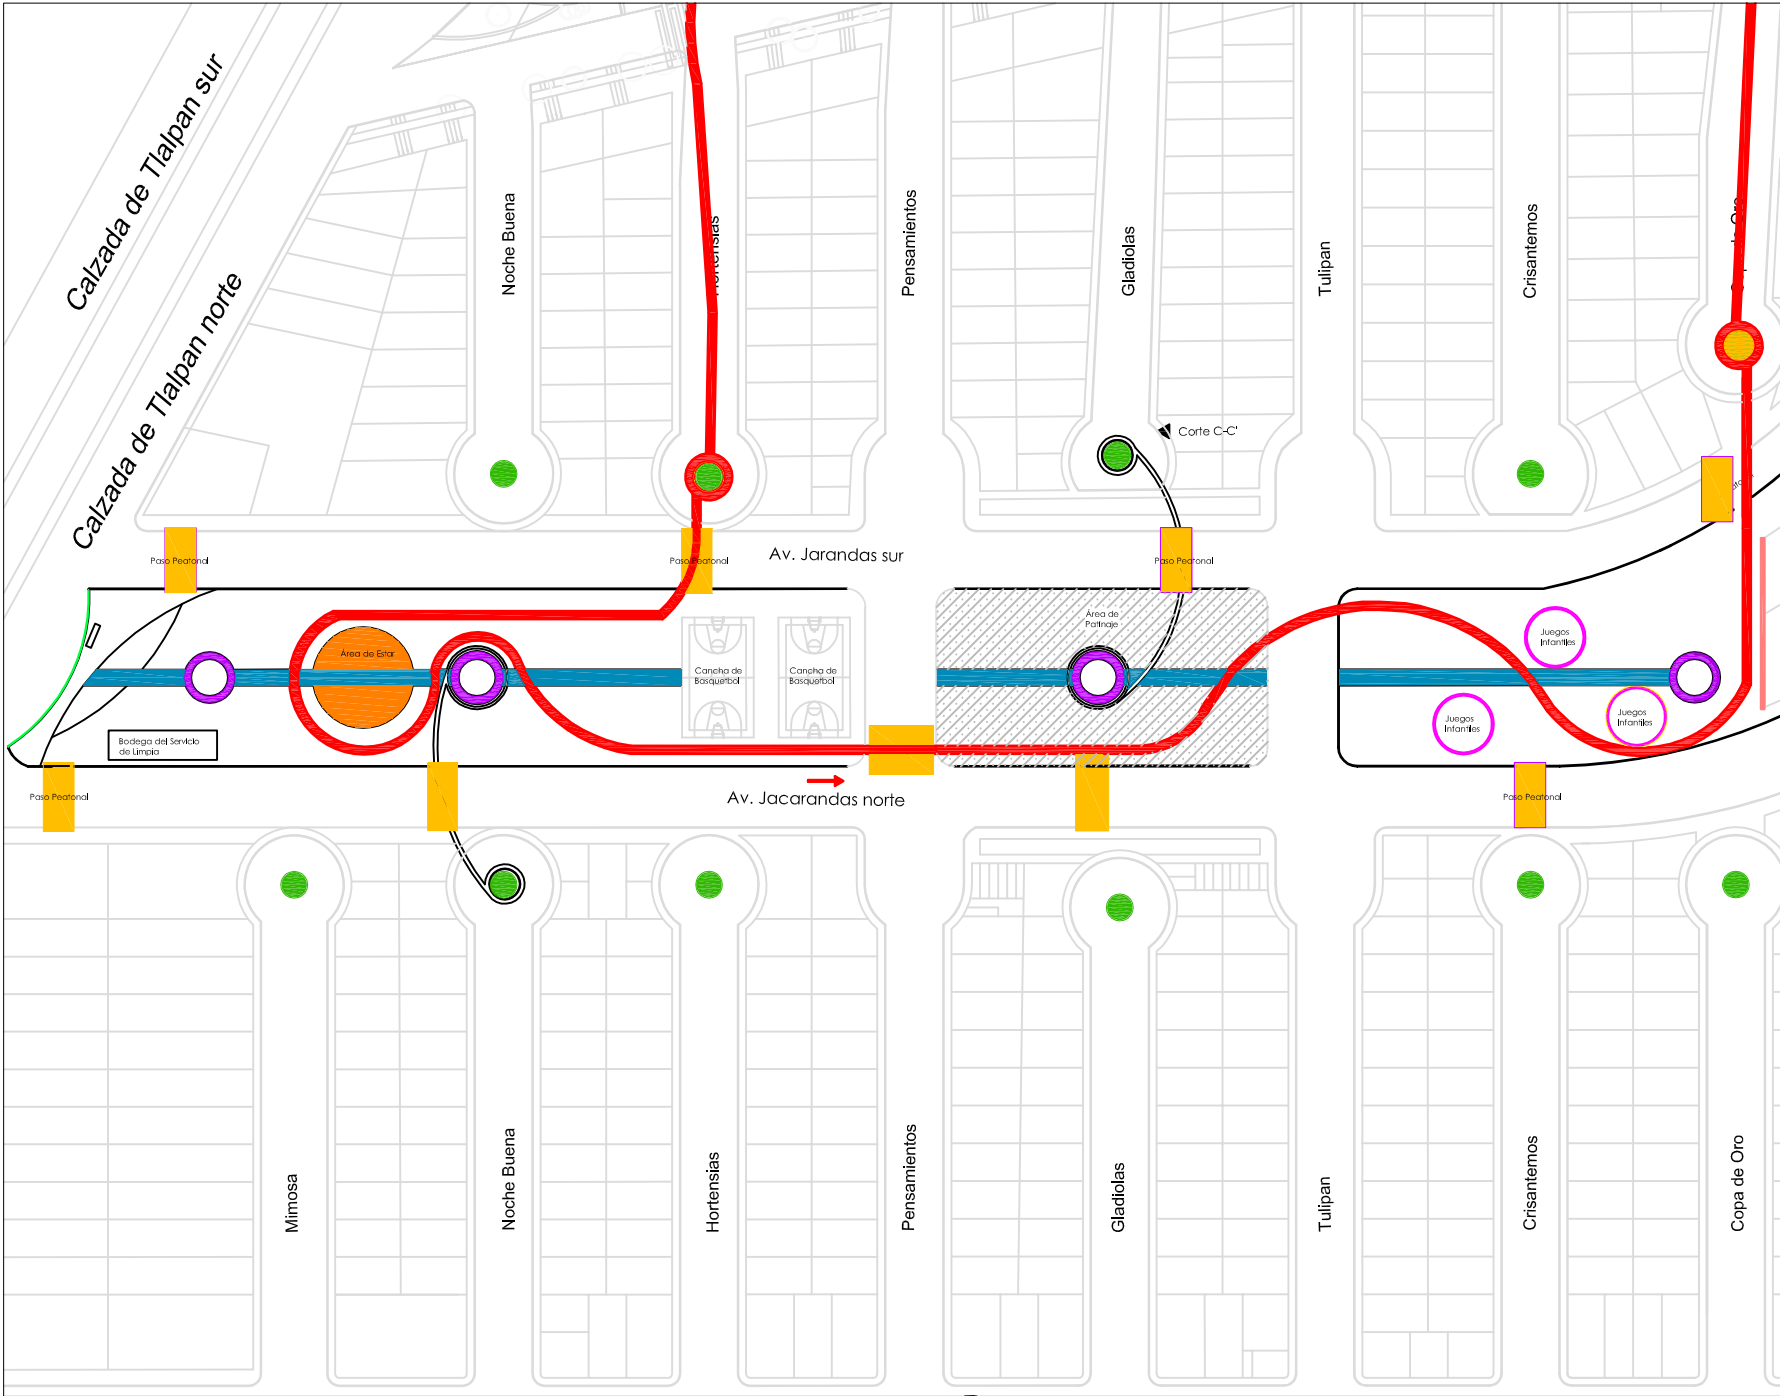 Calzada de Tlalpan sur
Calzada de Tlalpan norte
Noche Buena
Hortensias
Pensamientos
Gladiolas
Tulipan
Crisantemos
Corte C-C'
Paso Peatonal
Paso Peatonal
Av. Jarandas sur
Paso Peatonal
Área de Estar
Cancha de
Basquetbol
Cancha de
Basquetbol
Área de
Patinaje
Juegos
Infantiles
Juegos
Infantiles
Juegos
Infantiles
Bodega del Servicio
de Limpia
Paso Peatonal
Av. Jacarandas norte
Paso Peatonal
Mimosa
Noche Buena
Hortensias
Pensamientos
Gladiolas
Tulipan
Crisantemos
Copa de Oro